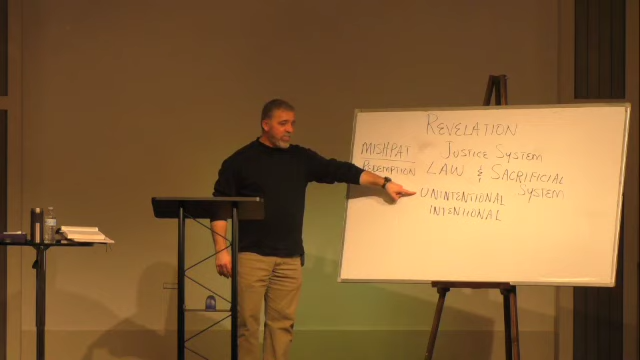 REVELATION
MISHPAT JUSTICE SYSTEM
REDEMPTION LAW & SACRIFICIAL
SYSTEM
UNINTENTIONAL
INTENTIONAL